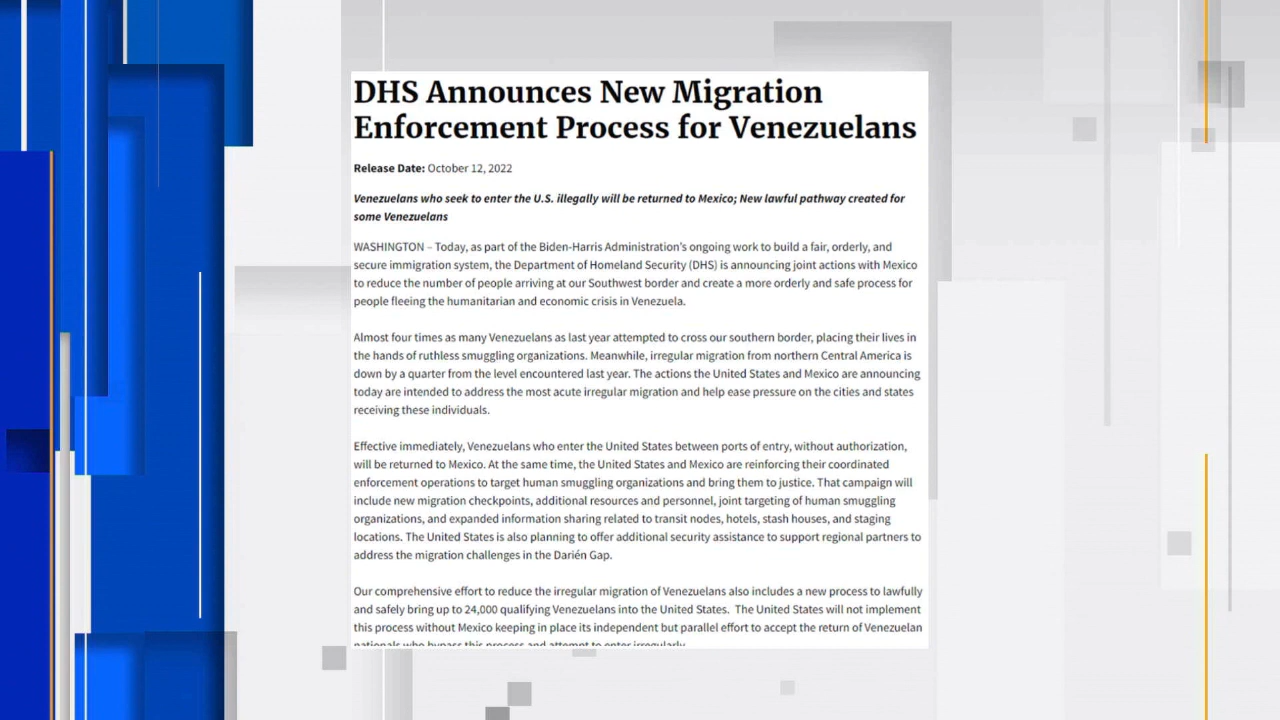 DHS Announces New Migration
Enforcement Process for Venezuelans
Release Date: October 12, 2022
Venezuelans who seek to enter the U.S. illegally will be returned to Mexico; New lawful pathway created for
some Venezuelans
WASHINGTON – Today, as part of the Biden-Harris Administration's ongoing work to build a fair, orderly, and
secure immigration system, the Department of Homeland Security (DHS) is announcing joint actions with Mexico
to reduce the number of people arriving at our Southwest border and create a more orderly and safe process for
people fleeing the humanitarian and economic crisis in Venezuela.
Almost four times as many Venezuelans as last year attempted to cross our southern border, placing their lives in
the hands of ruthless smuggling organizations. Meanwhile, irregular migration from northern Central America is
down by a quarter from the level encountered last year. The actions the United States and Mexico are announcing
today are intended to address the most acute irregular migration and help ease pressure on the cities and states
receiving these individuals.
Effective immediately, Venezuelans who enter the United States between ports of entry, without authorization,
will be returned to Mexico. At the same time, the United States and Mexico are reinforcing their coordinated
enforcement operations to target human smuggling organizations and bring them to justice. That campaign will
include new migration checkpoints, additional resources and personnel, joint targeting of human smuggling
organizations, and expanded information sharing related to transit nodes, hotels, stash houses, and staging
locations. The United States is also planning to offer additional security assistance to support regional partners to
address the migration challenges in the Darién Gap.
Our comprehensive effort to reduce the irregular migration of Venezuelans also includes a new process to lawfully
and safely bring up to 24,000 qualifying Venezuelans into the United States. The United States will not implement
this process without Mexico keeping in place its independent but parallel effort to accept the return of Venezuelan
nationals who bypass this process and attempt to enter irregularly.